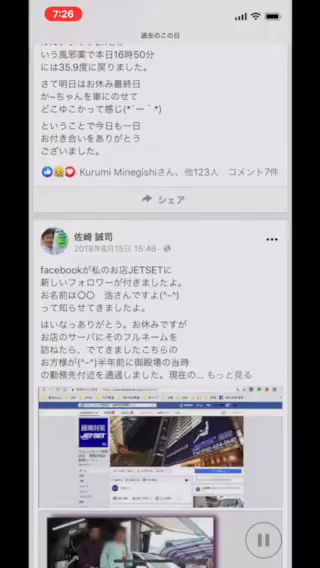 7:26
過去のこの日
いう風邪薬で本日16時50分
には35.9度に戻りました。
さて明日はお休み最終日
か~ちゃんを車にのせて
どこゆこかって感じ(*´ー｀*)
ということで今日も一日
お付き合いをありがとう
ございました。
Kurumi Minegishiさん、他123人 コメント7件
シェア
佐崎 誠司
2018年8月15日 16:46
facebookが私のお店JETSETに
新しいフォロワーが付きましたよ。
お名前は〇〇 浩さんですよ(^-^)
って知らせてきましたよ。
はいなっありがとう。お休みですが
お店のサーバにそのフルネームを
訪ねたら、でてきましたこちらの
お方様が(^-^)半年前に御殿場の当時
の勤務先付近を通過しました。現在の... もっと見る
JETSET